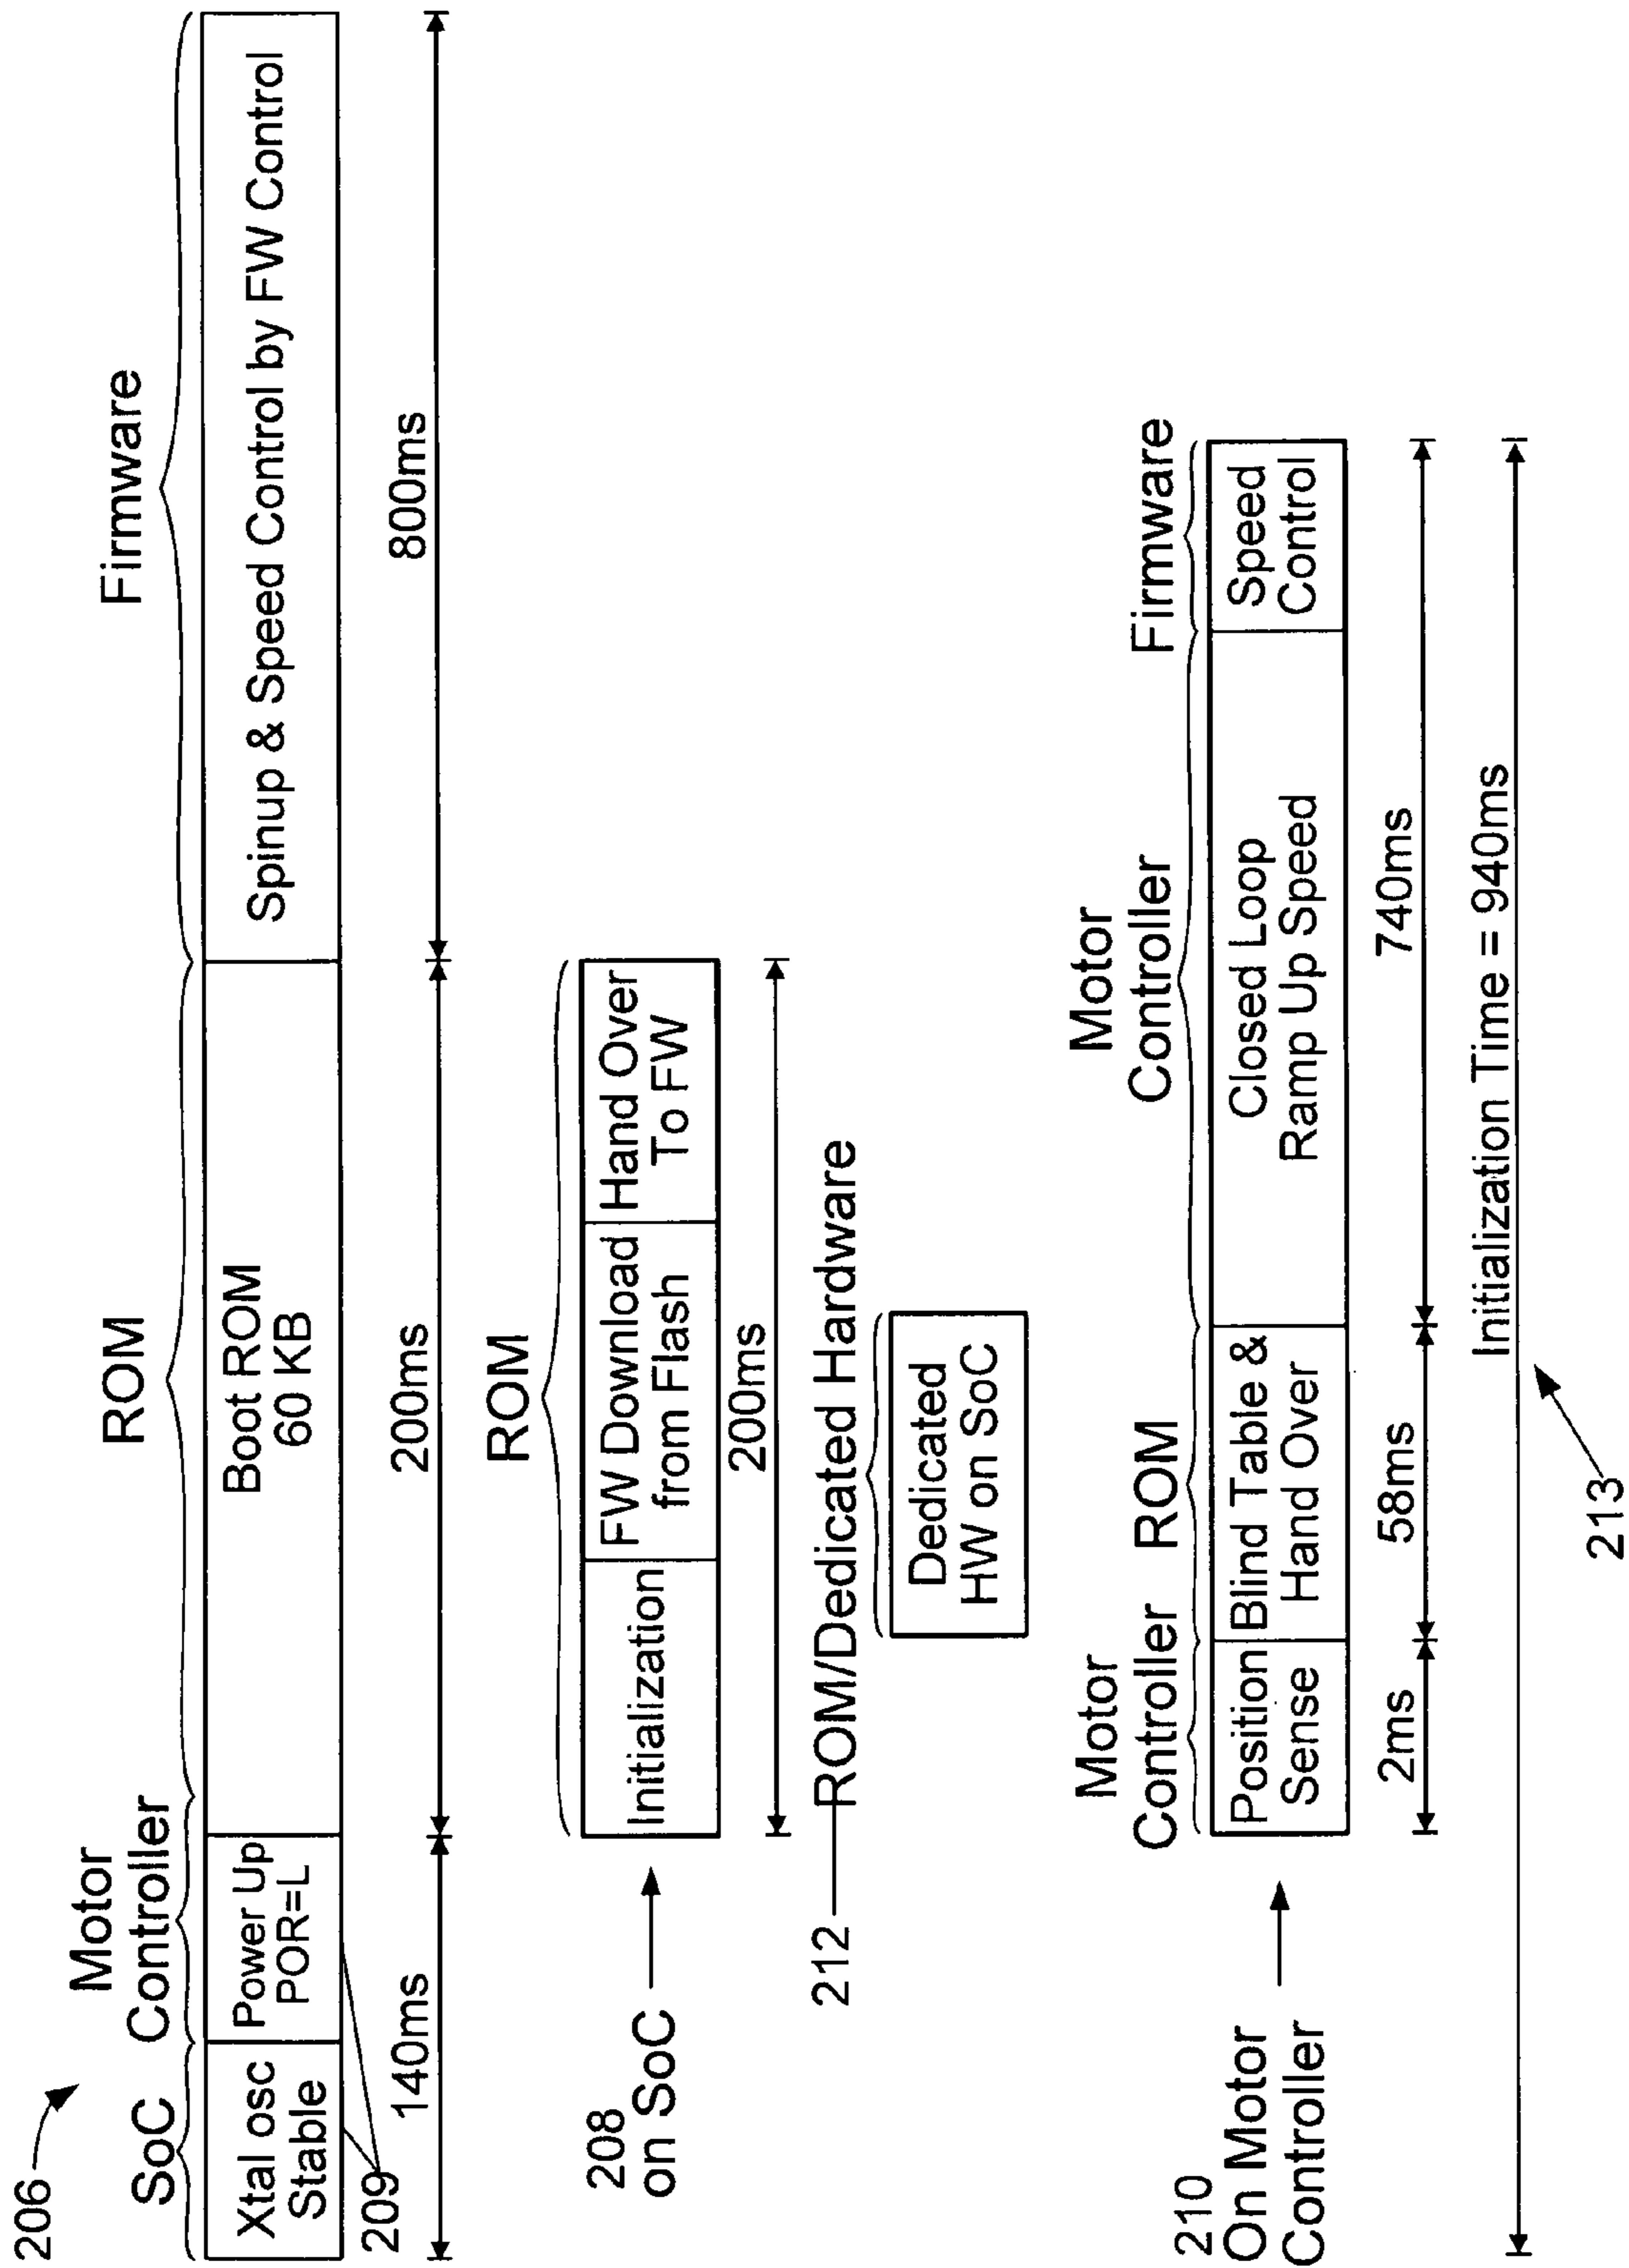 206
SoC
Motor
Controller
ROM
Firmware
Xtal osc
Stable
Power Up
POR=L
Boot ROM
60 KB
Spinup & Speed Control by FW Control
209
140ms
200ms
800ms
208
on SoC
ROM
Initialization
FW Download
from Flash
Hand Over
To FW
200ms
212
ROM/Dedicated Hardware
Dedicated
HW on SoC
210
On Motor
Controller
Motor
Controller
ROM
Motor
Controller
Firmware
Position
Sense
Blind Table &
Hand Over
Closed Loop
Ramp Up Speed
Speed
Control
2ms
58ms
740ms
Initialization Time = 940ms
213